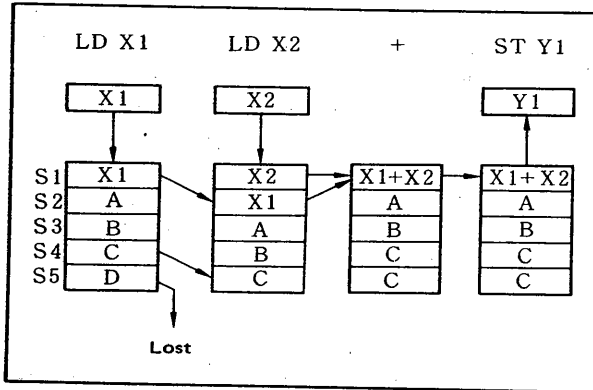 LD X1 LD X2 + ST Y1
X1 X2 Y1
S1 X1 X2 X1+X2 X1+X2
S2 A X1 A A
S3 B A B B
S4 C B C C
S5 D C C C
Lost